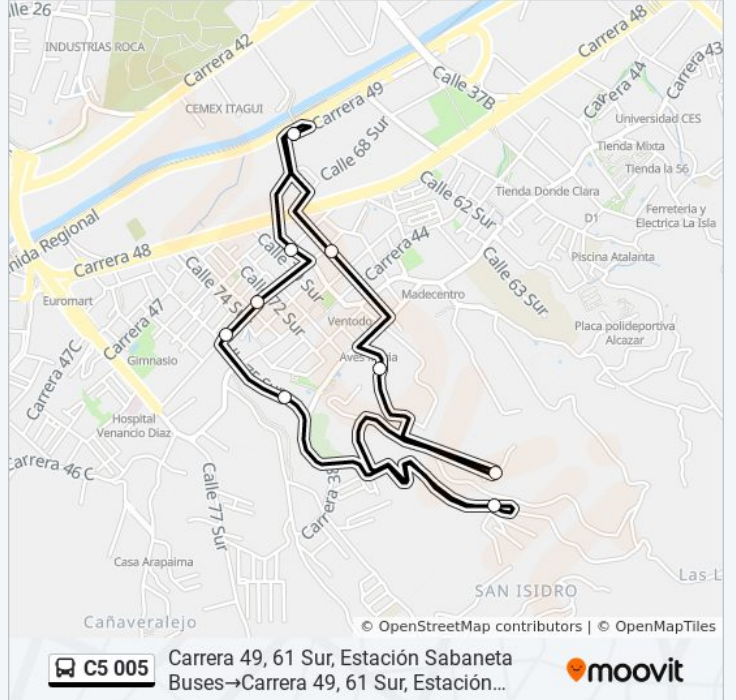 lle 26
INDUSTRIAS ROCA
Carrera 42
Carrera 48
Carrera 43
CEMEX ITAGUI
Carrera 49
Calle 37B
Carrera 44
Universidad CES
Calle 68 Sur
Tienda Mixta
Tienda la 56
Calle 62 Sur
Tienda Donde Clara
Ferretería y
Electrica La Isla
D1
nida Regional
Carrera 48
Carrera 44
Piscina Atalanta
Calle 74 S
Calle 72 Sur
Calle 63 Sur
Euromart
Carrera 47
Madecentro
Ventodo
Placa polideportiva
Alcazar
Gimnasio
Aves María
Carrera 47C
Hospital
Venancio Diaz
Carrera 46 C
Calle 77 Sur
Carrera 38
Casa Arapaima
SAN ISIDRO
Las L
Cañaveralejo
© OpenStreetMap contributors | © OpenMapTiles
C5 005
Carrera 49, 61 Sur, Estación Sabaneta
Buses→Carrera 49, 61 Sur, Estación…
moovit